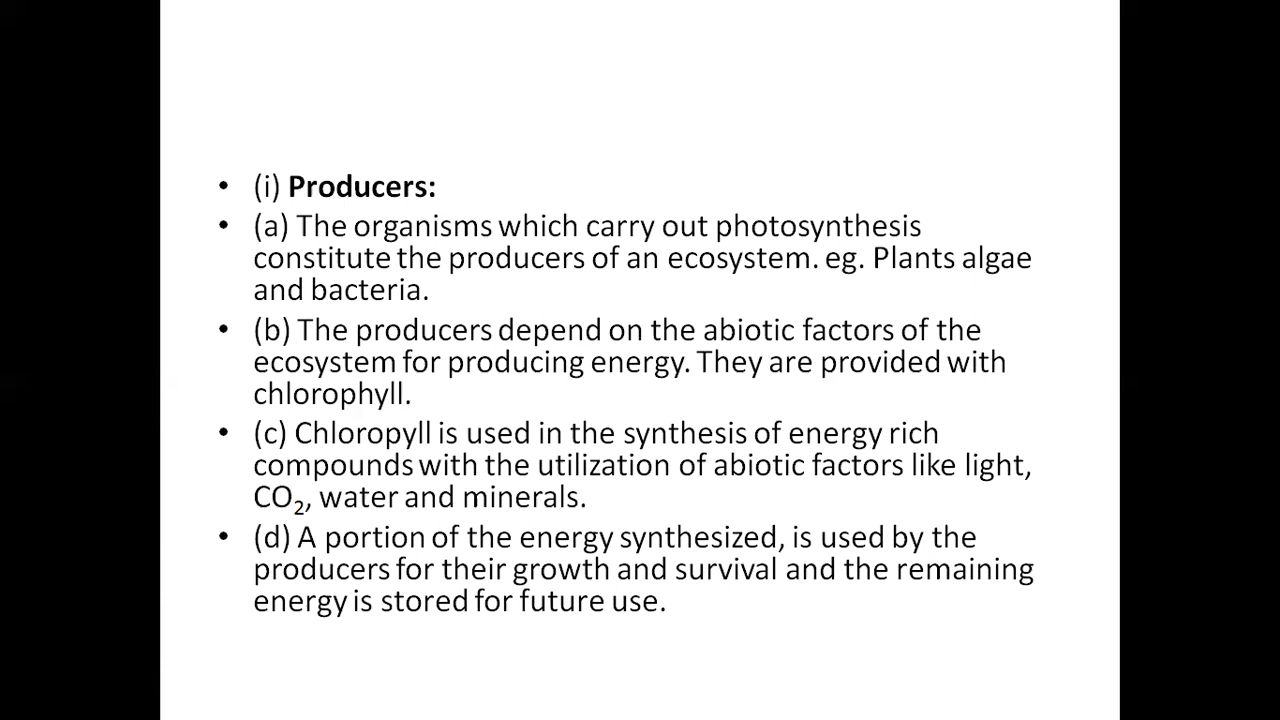 • (i) Producers:
• (a) The organisms which carry out photosynthesis
constitute the producers of an ecosystem. eg. Plants algae
and bacteria.
• (b) The producers depend on the abiotic factors of the
ecosystem for producing energy. They are provided with
chlorophyll.
• (c) Chloropyll is used in the synthesis of energy rich
compounds with the utilization of abiotic factors like light,
CO₂, water and minerals.
• (d) A portion of the energy synthesized, is used by the
producers for their growth and survival and the remaining
energy is stored for future use.